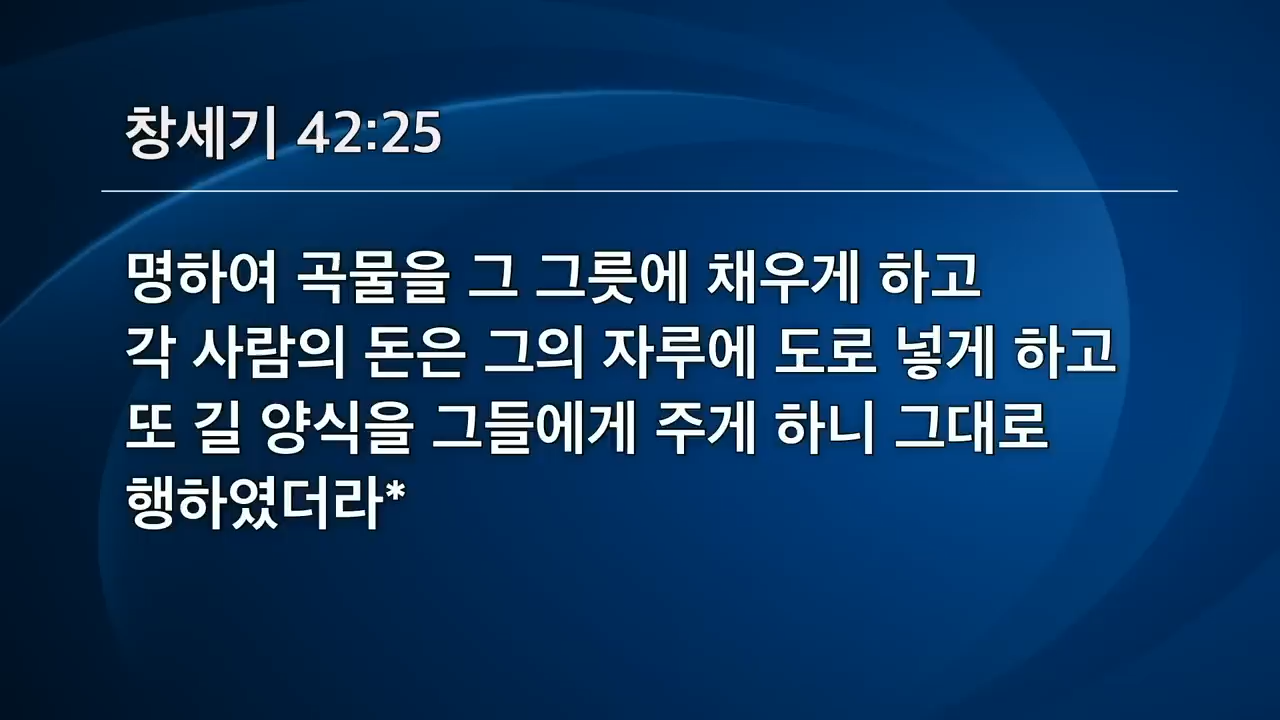 창세기 42:25
명하여 곡물을 그 그릇에 채우게 하고
각 사람의 돈은 그의 자루에 도로 넣게 하고
또 길 양식을 그들에게 주게 하니 그대로
행하였더라*